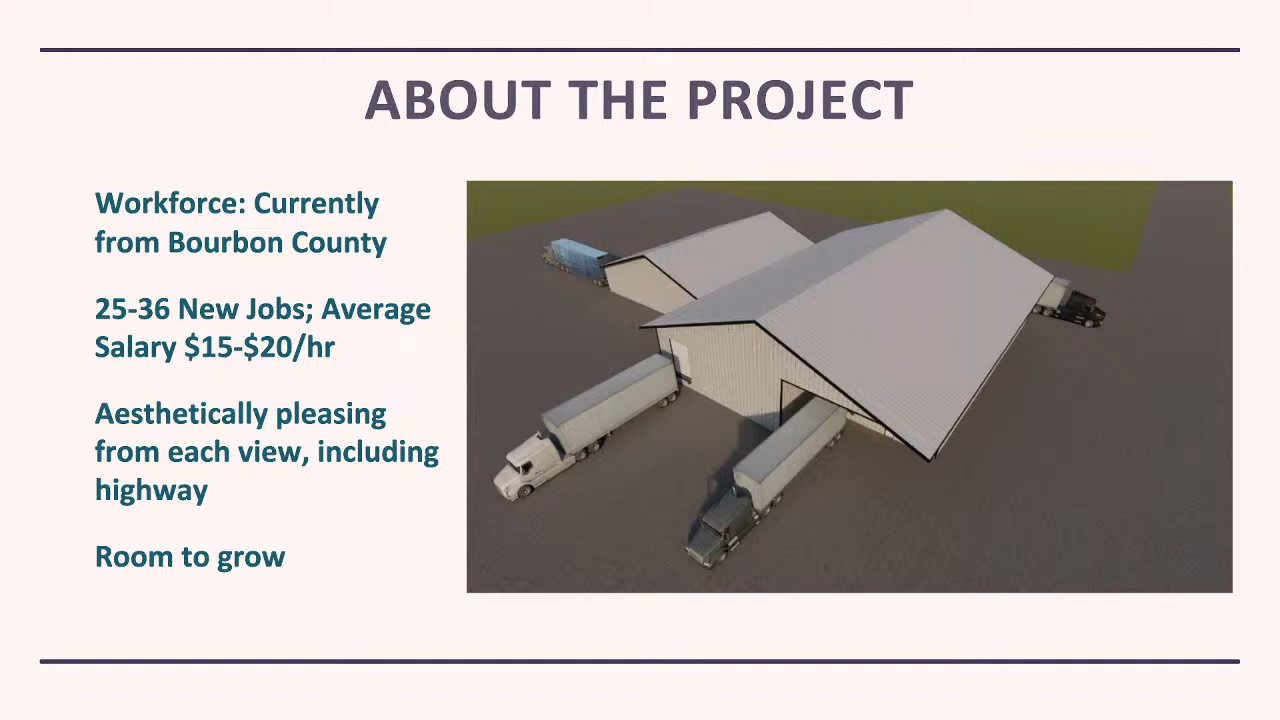 ABOUT THE PROJECT
Workforce: Currently
from Bourbon County
25-36 New Jobs; Average
Salary $15-$20/hr
Aesthetically pleasing
from each view, including
highway
Room to grow